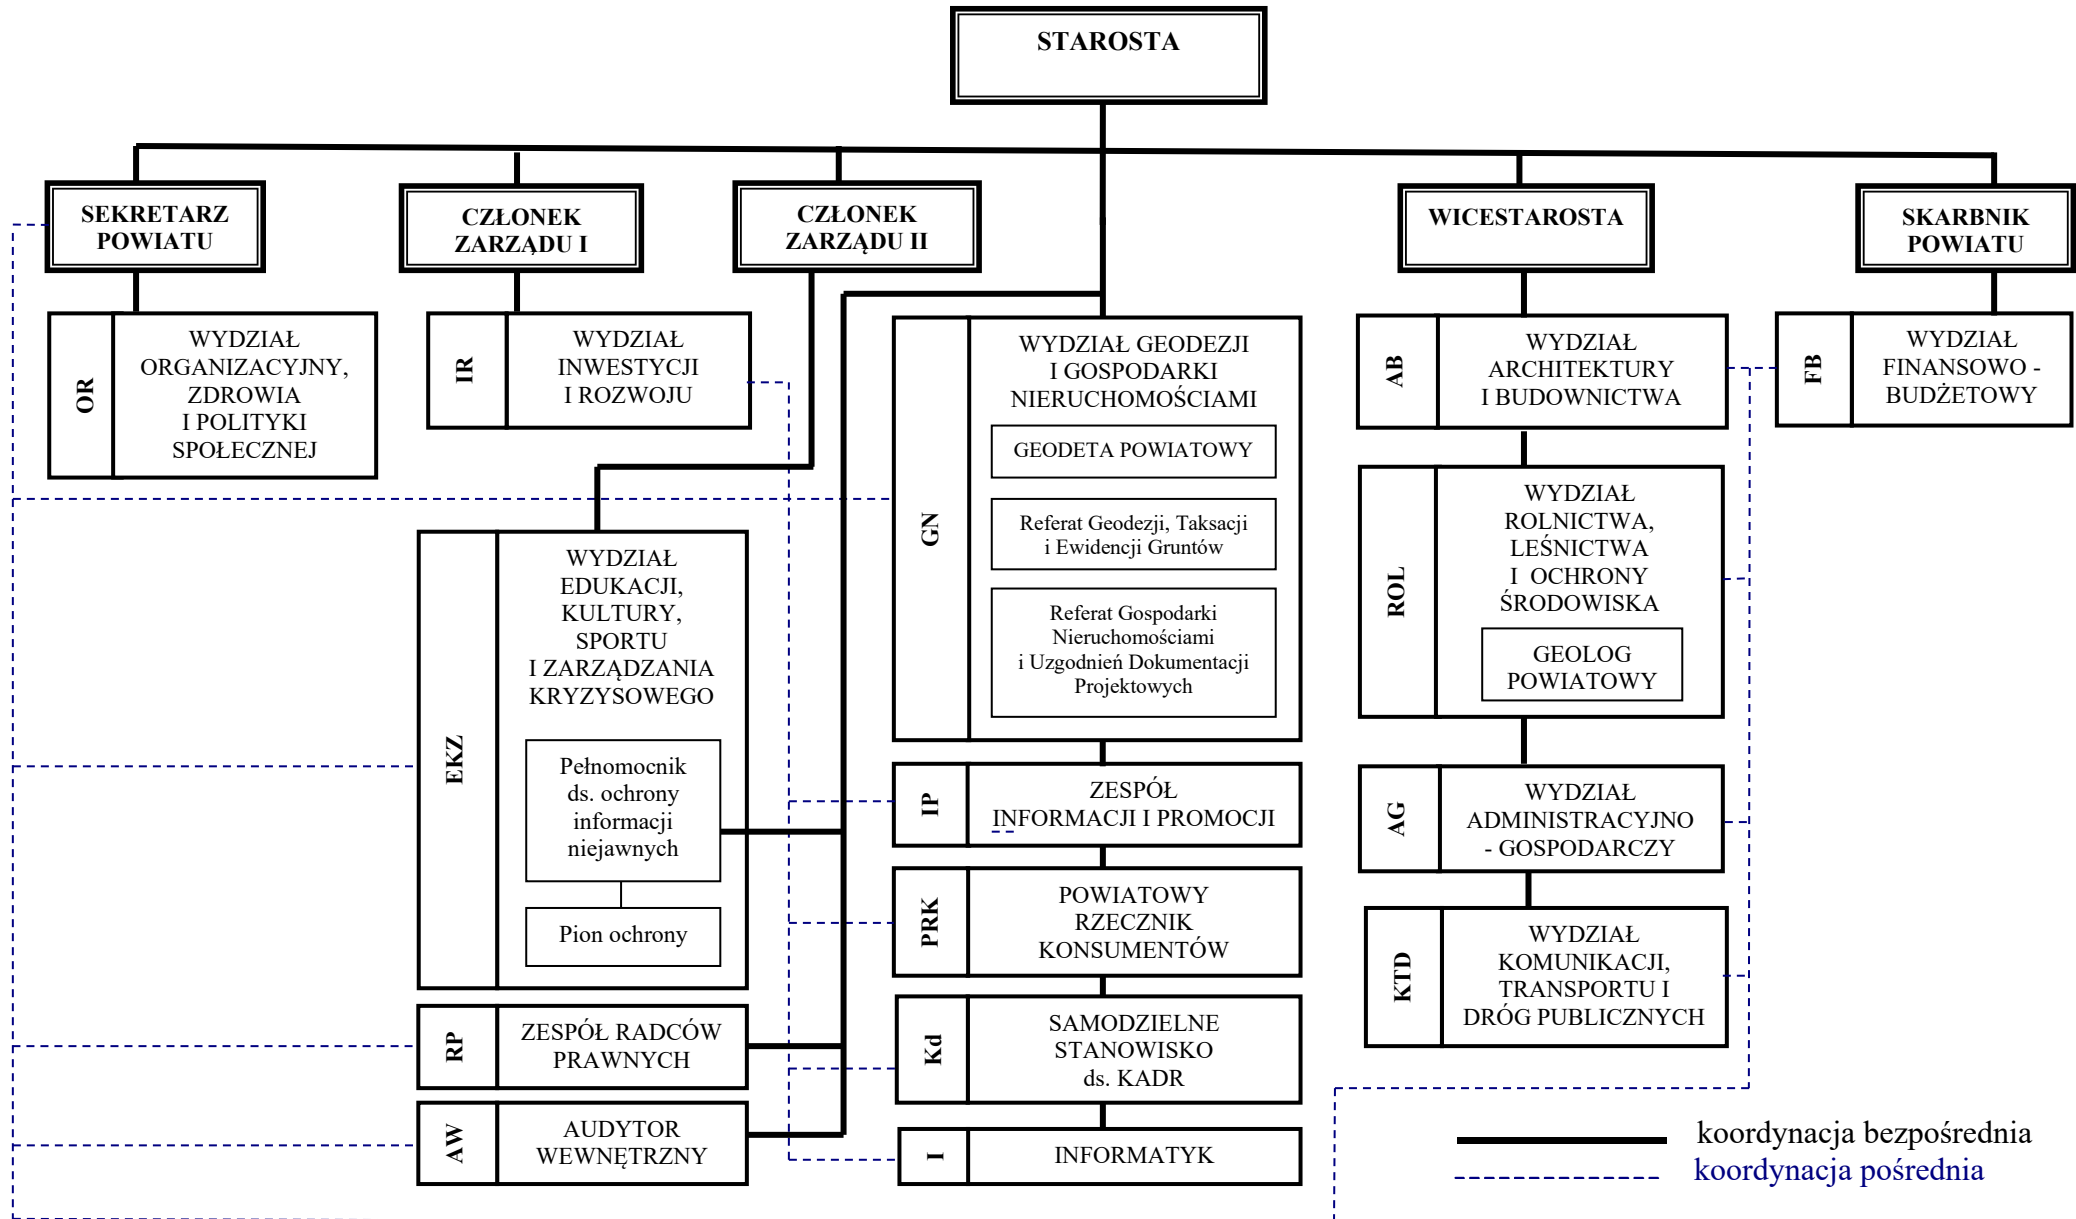 STAROSTA
SEKRETARZ
POWIATU
CZŁONEK
ZARZĄDU I
CZŁONEK
ZARZĄDU II
WICESTAROSTA
SKARBNIK
POWIATU
OR
WYDZIAŁ
ORGANIZACYJNY,
ZDROWIA
I POLITYKI
SPOŁECZNEJ
IR
WYDZIAŁ
INWESTYCJI
I ROZWOJU
EKZ
WYDZIAŁ
EDUKACJI,
KULTURY,
SPORTU
I ZARZĄDZANIA
KRYZYSOWEGO
Pełnomocnik
ds. ochrony
informacji
niejawnych
Pion ochrony
RP
ZESPÓŁ RADCÓW
PRAWNYCH
AW
AUDYTOR
WEWNĘTRZNY
GN
WYDZIAŁ GEODEZJI
I GOSPODARKI
NIERUCHOMOŚCIAMI
GEODETA POWIATOWY
Referat Geodezji, Taksacji
i Ewidencji Gruntów
Referat Gospodarki
Nieruchomościami
i Uzgodnień Dokumentacji
Projektowych
IP
ZESPÓŁ
INFORMACJI I PROMOCJI
PRK
POWIATOWY
RZECZNIK
KONSUMENTÓW
Kd
SAMODZIELNE
STANOWISKO
ds. KADR
I
INFORMATYK
AB
WYDZIAŁ
ARCHITEKTURY
I BUDOWNICTWA
ROL
WYDZIAŁ
ROLNICTWA,
LEŚNICTWA
I OCHRONY
ŚRODOWISKA
GEOLOG
POWIATOWY
AG
WYDZIAŁ
ADMINISTRACYJNO
- GOSPODARCZY
KTD
WYDZIAŁ
KOMUNIKACJI,
TRANSPORTU I
DRÓG PUBLICZNYCH
FB
WYDZIAŁ
FINANSOWO -
BUDŻETOWY
koordynacja bezpośrednia
koordynacja pośrednia